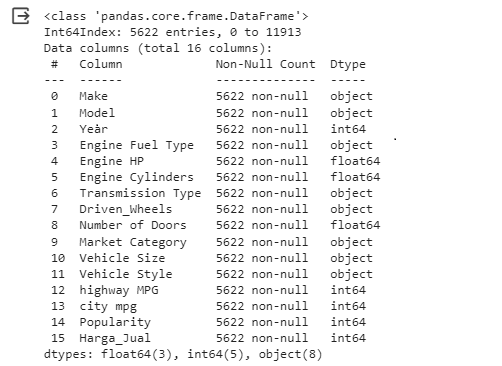 <class 'pandas.core.frame.DataFrame'>
Int64Index: 5622 entries, 0 to 11913
Data columns (total 16 columns):
 #   Column             Non-Null Count  Dtype
---  ------             --------------  -----
 0   Make               5622 non-null   object
 1   Model              5622 non-null   object
 2   Year               5622 non-null   int64
 3   Engine Fuel Type   5622 non-null   object
 4   Engine HP          5622 non-null   float64
 5   Engine Cylinders   5622 non-null   float64
 6   Transmission Type  5622 non-null   object
 7   Driven_Wheels      5622 non-null   object
 8   Number of Doors    5622 non-null   float64
 9   Market Category    5622 non-null   object
 10  Vehicle Size       5622 non-null   object
 11  Vehicle Style      5622 non-null   object
 12  highway MPG        5622 non-null   int64
 13  city mpg           5622 non-null   int64
 14  Popularity         5622 non-null   int64
 15  Harga_Jual         5622 non-null   int64
dtypes: float64(3), int64(5), object(8)